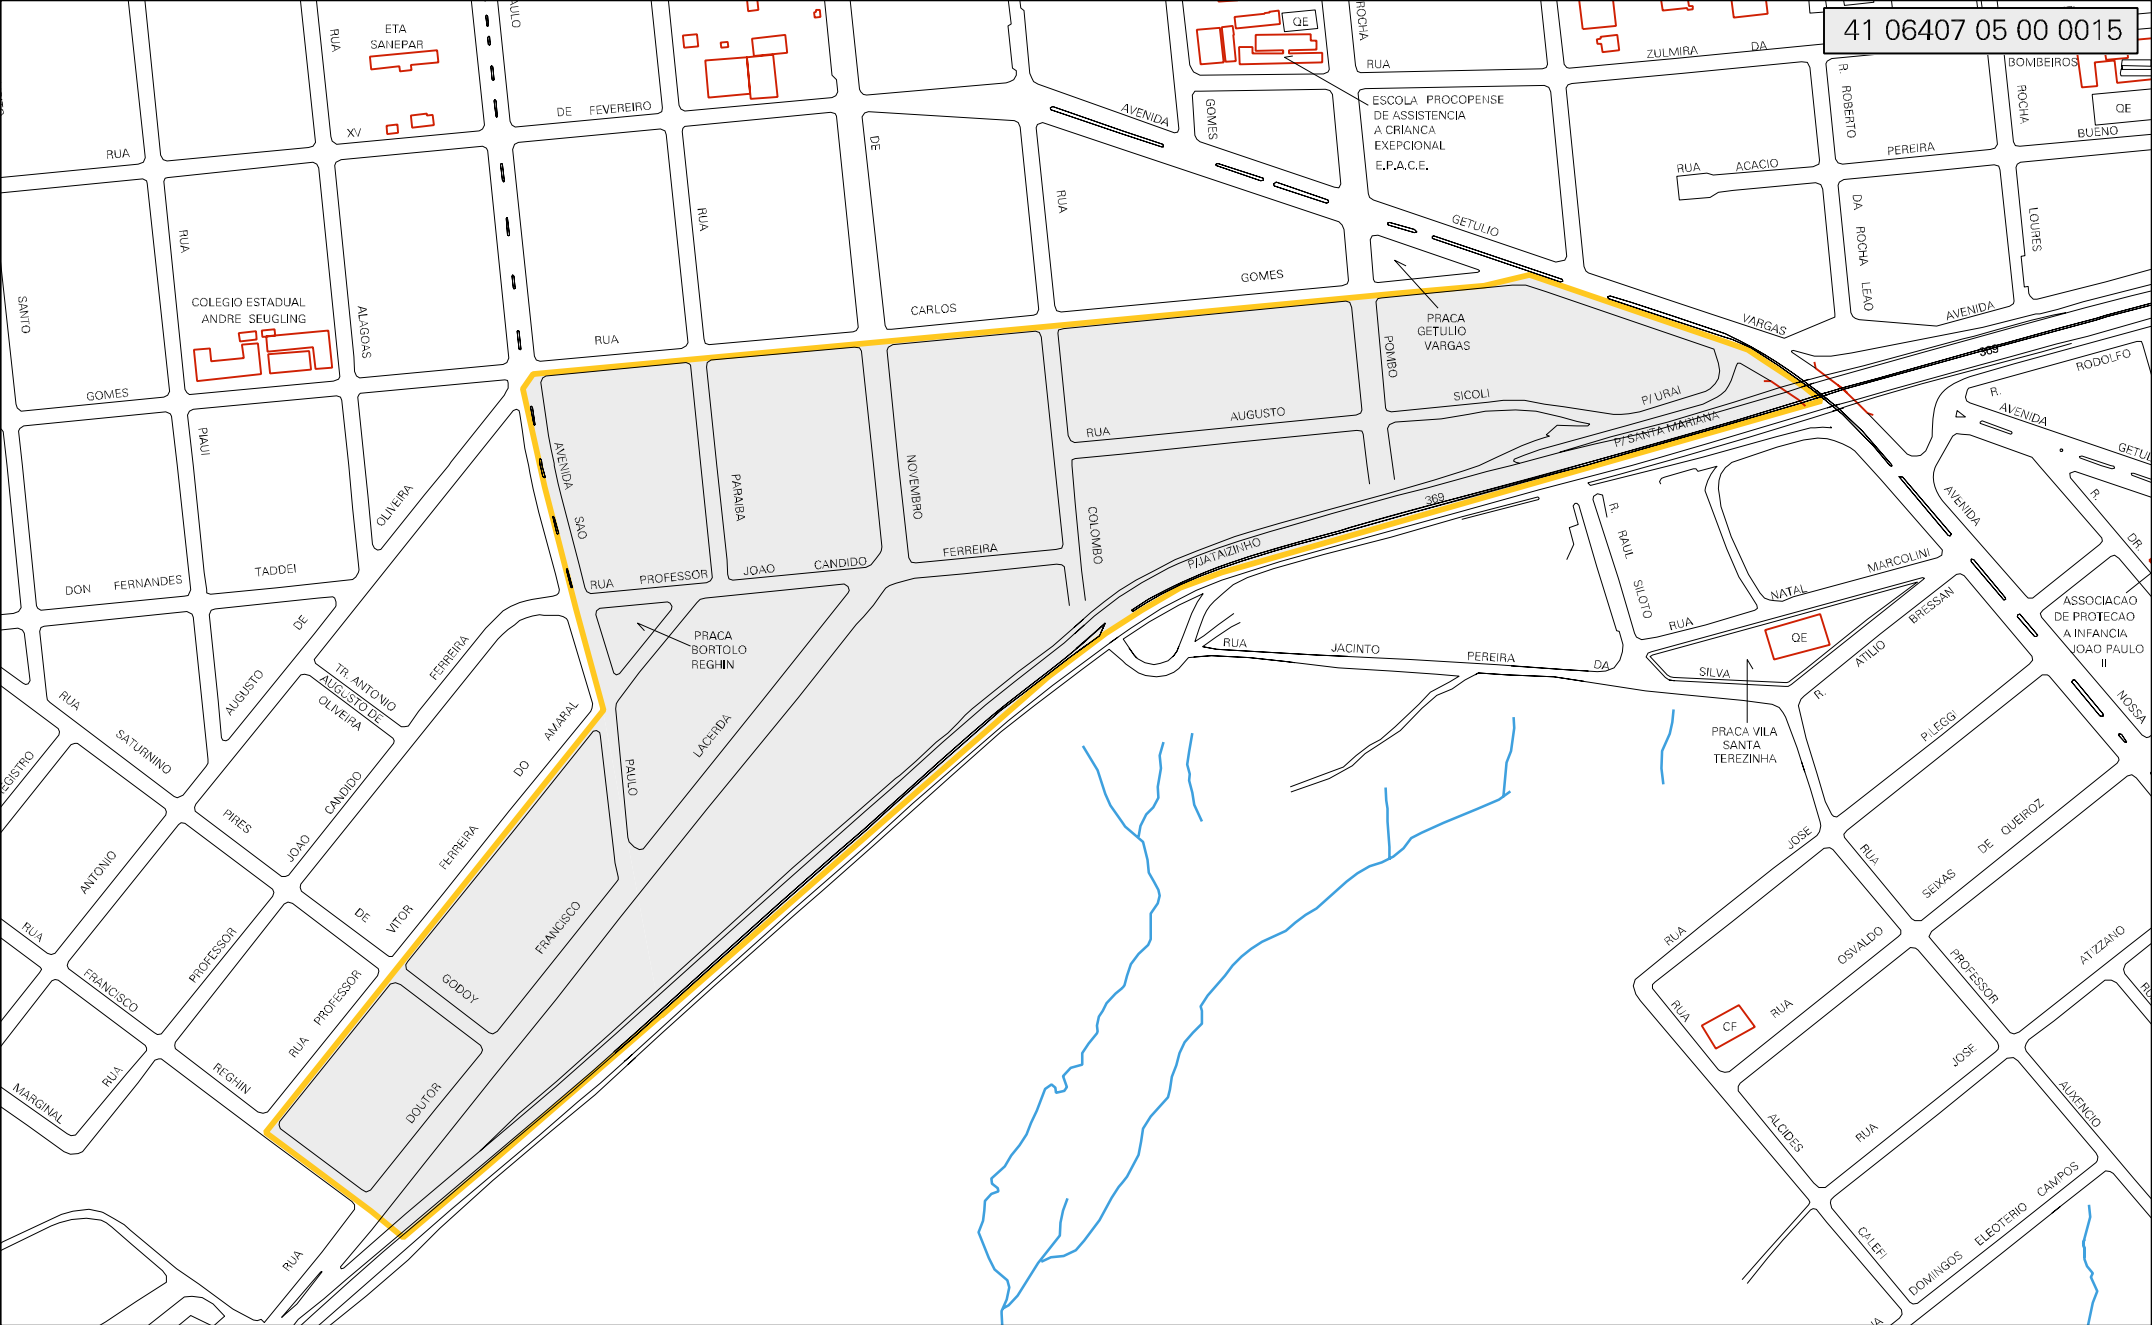 41 06407 05 00 0015
RUA
ETA
SANEPAR
AULO
QE
ROCHA
RUA
ZULMIRA
DA
BOMBEIROS
XV
DE FEVEREIRO
RUA
AVENIDA
GOMES
ESCOLA PROCOPENSE
DE ASSISTENCIA
A CRIANCA
EXEPCIONAL
E.P.A.C.E.
R.
ROBERTO
ROCHA
QE
BUENO
PEREIRA
RUA
ACACIO
DE
RUA
RUA
RUA
GETULIO
DA
ROCHA
LEAO
LOURES
AVENIDA
SANTO
COLEGIO ESTADUAL
ANDRE SEUGLING
ALAGOAS
RUA
CARLOS
GOMES
PRACA
GETULIO
VARGAS
VARGAS
369
RODOLFO
R.
AVENIDA
GETUL
GOMES
PIAUI
OLIVEIRA
AVENIDA
SAO
PARAIBA
NOVEMBRO
COLOMBO
RUA
AUGUSTO
POMBO
SICOLI
P/ URAI
P/ SANTA MARIANA
369
P/JATAIZINHO
R.
RAUL
SILOTO
AVENIDA
R.
DR.
DON FERNANDES
TADDEI
RUA
PROFESSOR
JOAO
CANDIDO
FERREIRA
NATAL
MARCOLINI
RUA
QE
BRESSAN
ATILIO
R.
ASSOCIACAO
DE PROTECAO
A INFANCIA
JOAO PAULO
II
NOSSA
DE
AUGUSTO
TR. ANTONIO
AUGUSTO DE
OLIVEIRA
FERREIRA
PRACA
BORTOLO
REGHIN
RUA
JACINTO
PEREIRA
DA
SILVA
PRACA VILA
SANTA
TEREZINHA
PILEGGI
RUA
SATURNINO
EGISTRO
PIRES
CANDIDO
JOAO
AMARAL
DO
FERREIRA
VITOR
PAULO
LACERDA
FRANCISCO
JOSE
RUA
RUA
SEIXAS
DE
QUEIROZ
ANTONIO
RUA
FRANCISCO
PROFESSOR
DE
PROFESSOR
RUA
GODOY
DOUTOR
OSVALDO
RUA
PROFESSOR
ATIZZANO
RU
RUA
CF
JOSE
RUA
AUXENCIO
MARGINAL
RUA
REGHIN
RUA
ALCIDES
CALEFI
DOMINGOS
ELEOTERIO
CAMPOS